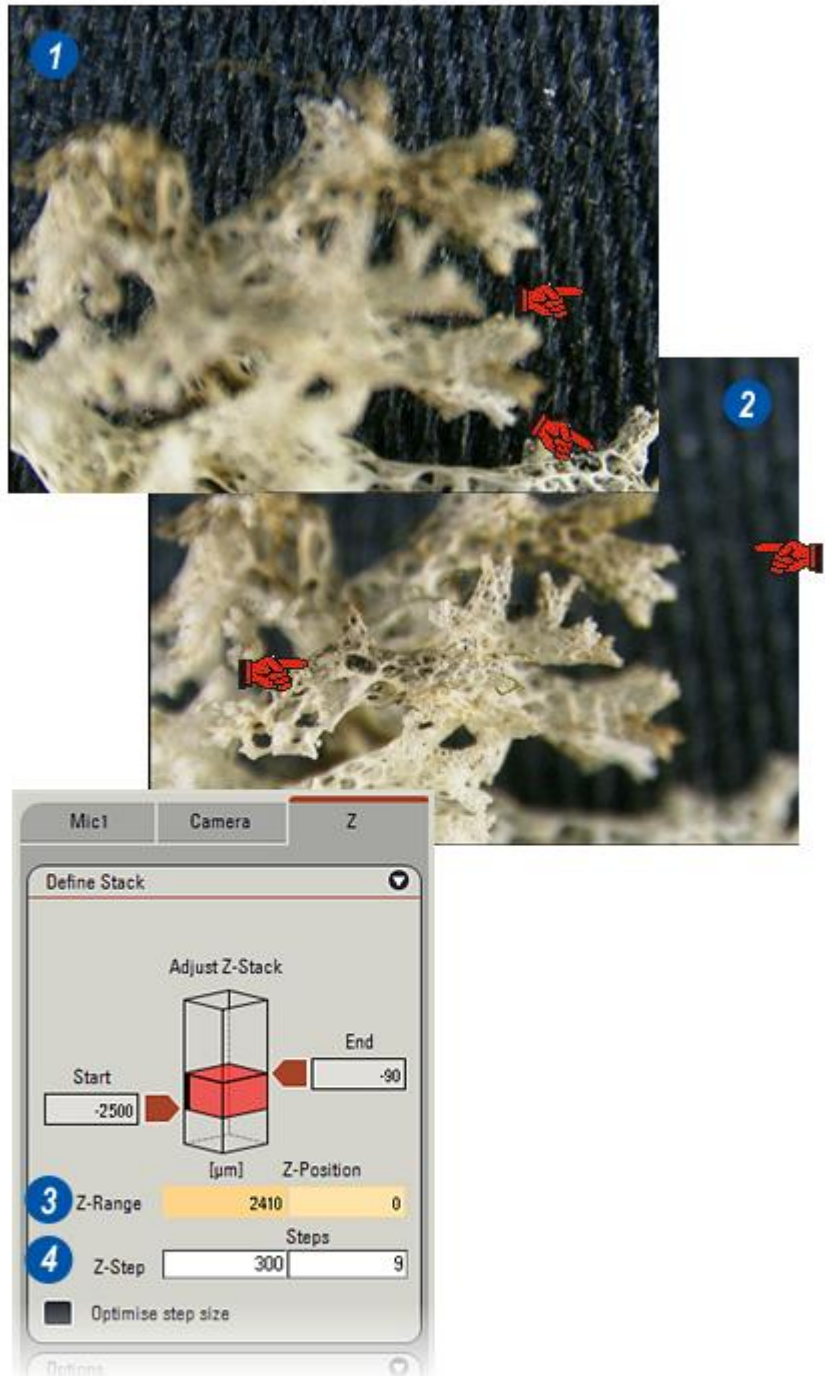 1
2
Mic1 Camera Z
Define Stack
Adjust Z-Stack
End
Start
-90
-2500
[µm] Z-Position
3 Z-Range 2410 0
Steps
4 Z-Step 300 9
Optimise step size
Options